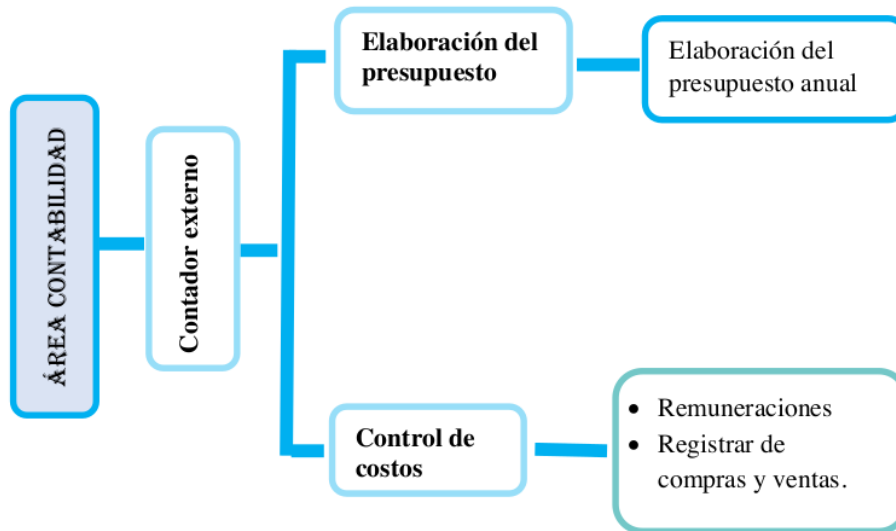 ÁREA CONTABILIDAD
Contador externo
Elaboración del
presupuesto
Elaboración del
presupuesto anual
Control de
costos
• Remuneraciones
• Registrar de
compras y ventas.